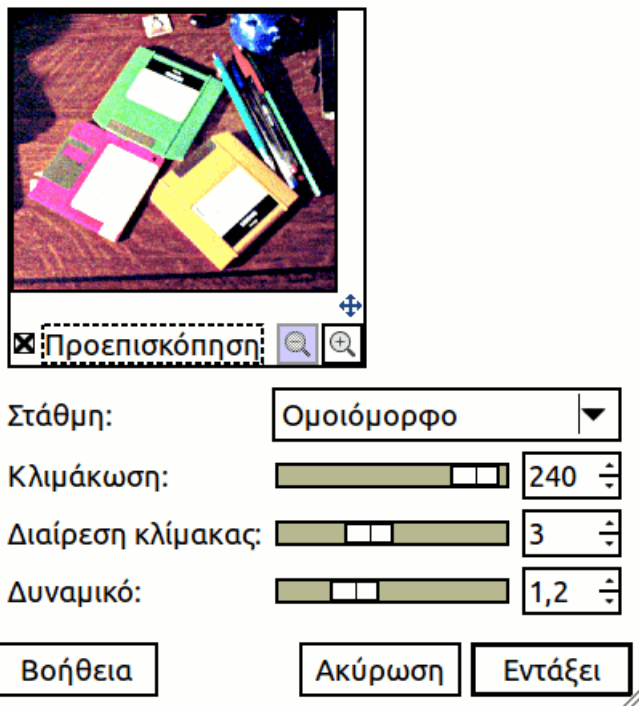 Προεπισκόπηση
Στάθμη: Ομοιόμορφο
Κλιμάκωση: 240
Διαίρεση κλίμακας: 3
Δυναμικό: 1,2
Βοήθεια Ακύρωση Εντάξει